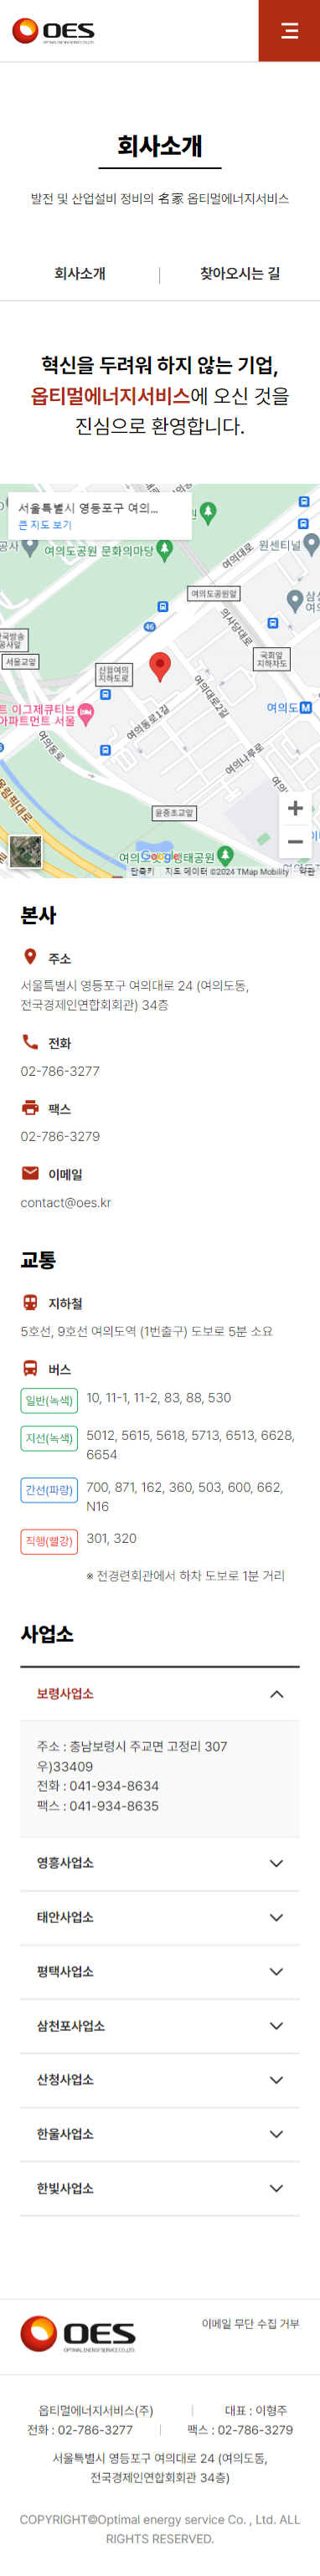 OES
OPTIMAL ENERGY SERVICE CO.,LTD.
회사소개
발전 및 산업설비 정비의 名家 옵티멀에너지서비스
회사소개 | 찾아오시는 길
혁신을 두려워 하지 않는 기업,
옵티멀에너지서비스에 오신 것을
진심으로 환영합니다.
서울특별시 영등포구 여의...
큰 지도 보기
여의도공원 문화의마당
여의대로
원센티널
여의도공원앞
46
의사당대로
국회앞
지하차도
서울교앞
신원여의
지하도로
여의대로2길
여의도
이그제큐티브
아파트먼트 서울
여의동로
여의동로1길
여의나루로
올림픽대로
윤중초교앞
Google
단축키
지도 데이터 ©2024 TMap Mobility
약관
본사
주소
서울특별시 영등포구 여의대로 24 (여의도동,
전국경제인연합회회관) 34층
전화
02-786-3277
팩스
02-786-3279
이메일
contact@oes.kr
교통
지하철
5호선, 9호선 여의도역 (1번출구) 도보로 5분 소요
버스
일반(녹색) 10, 11-1, 11-2, 83, 88, 530
지선(녹색) 5012, 5615, 5618, 5713, 6513, 6628,
6654
간선(파랑) 700, 871, 162, 360, 503, 600, 662,
N16
직행(빨강) 301, 320
※ 전경련회관에서 하차 도보로 1분 거리
사업소
보령사업소
주소 : 충남보령시 주교면 고정리 307
우)33409
전화 : 041-934-8634
팩스 : 041-934-8635
영흥사업소
태안사업소
평택사업소
삼천포사업소
산청사업소
한울사업소
한빛사업소
OES
OPTIMAL ENERGY SERVICE CO.,LTD.
이메일 무단 수집 거부
옵티멀에너지서비스(주) | 대표 : 이형주
전화 : 02-786-3277 | 팩스 : 02-786-3279
서울특별시 영등포구 여의대로 24 (여의도동,
전국경제인연합회회관 34층)
COPYRIGHT©Optimal energy service Co. , Ltd. ALL
RIGHTS RESERVED.